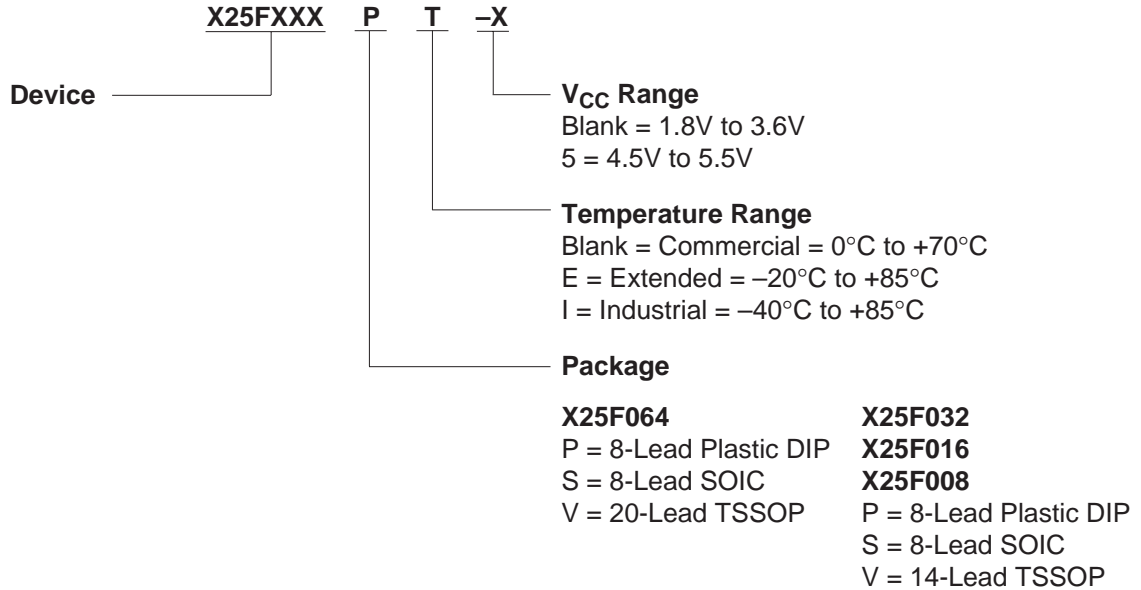 X25FXXX P T –X
Device
VCC Range
Blank = 1.8V to 3.6V
5 = 4.5V to 5.5V
Temperature Range
Blank = Commercial = 0°C to +70°C
E = Extended = –20°C to +85°C
I = Industrial = –40°C to +85°C
Package
X25F064
P = 8-Lead Plastic DIP
S = 8-Lead SOIC
V = 20-Lead TSSOP
X25F032
X25F016
X25F008
P = 8-Lead Plastic DIP
S = 8-Lead SOIC
V = 14-Lead TSSOP